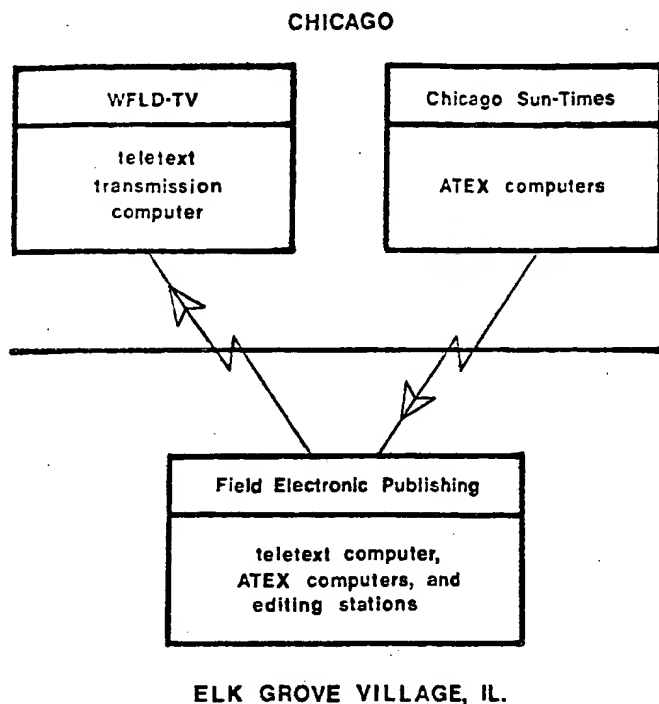 CHICAGO
WFLD-TV
teletext
transmission
computer
Chicago Sun-Times
ATEX computers
Field Electronic Publishing
teletext computer,
ATEX computers, and
editing stations
ELK GROVE VILLAGE, IL.